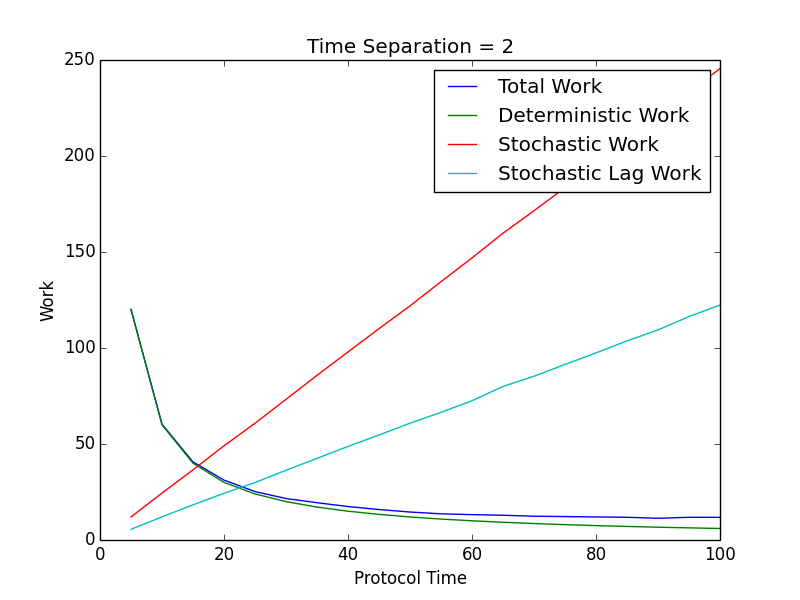 Time Separation = 2
250
200
150
100
50
0
Work
Total Work
Deterministic Work
Stochastic Work
Stochastic Lag Work
0 20 40 60 80 100
Protocol Time